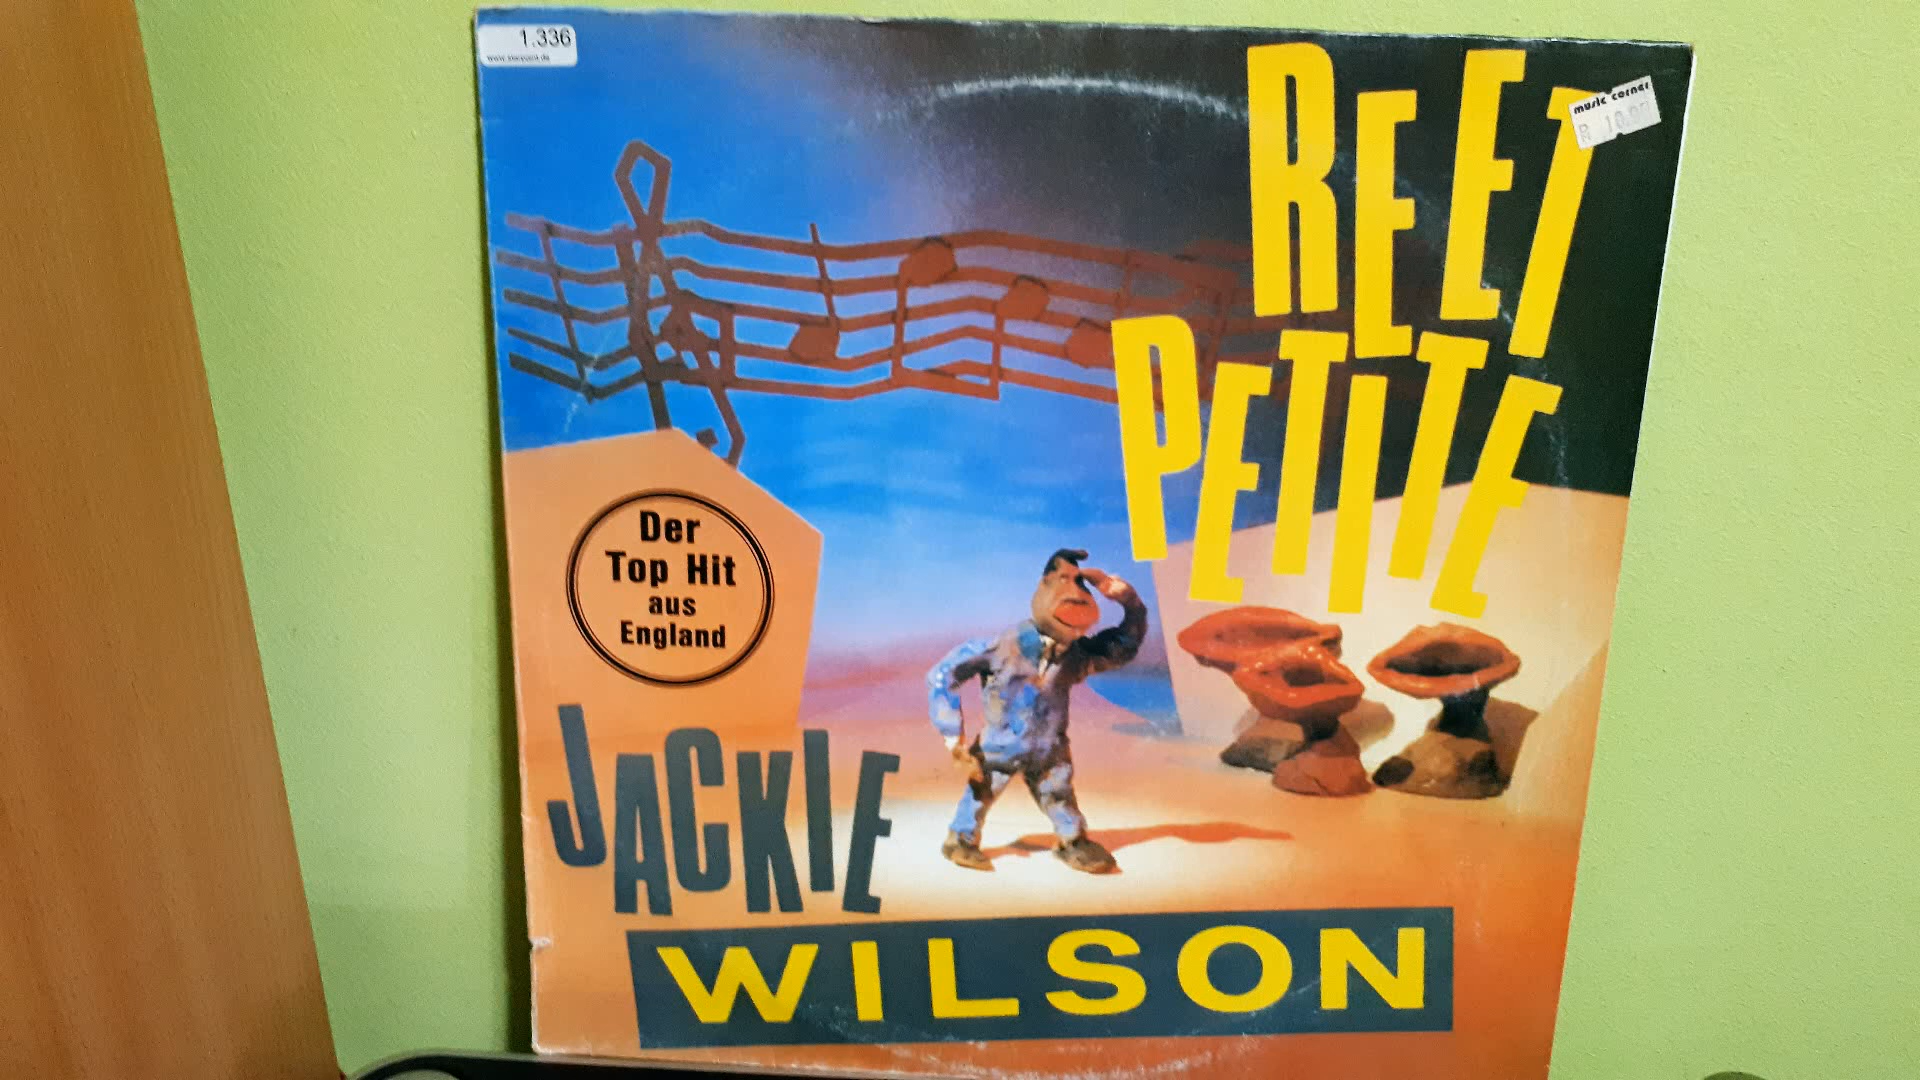 1.336
REET
PETITE
music corner
Der
Top Hit
aus
England
JACKIE
WILSON